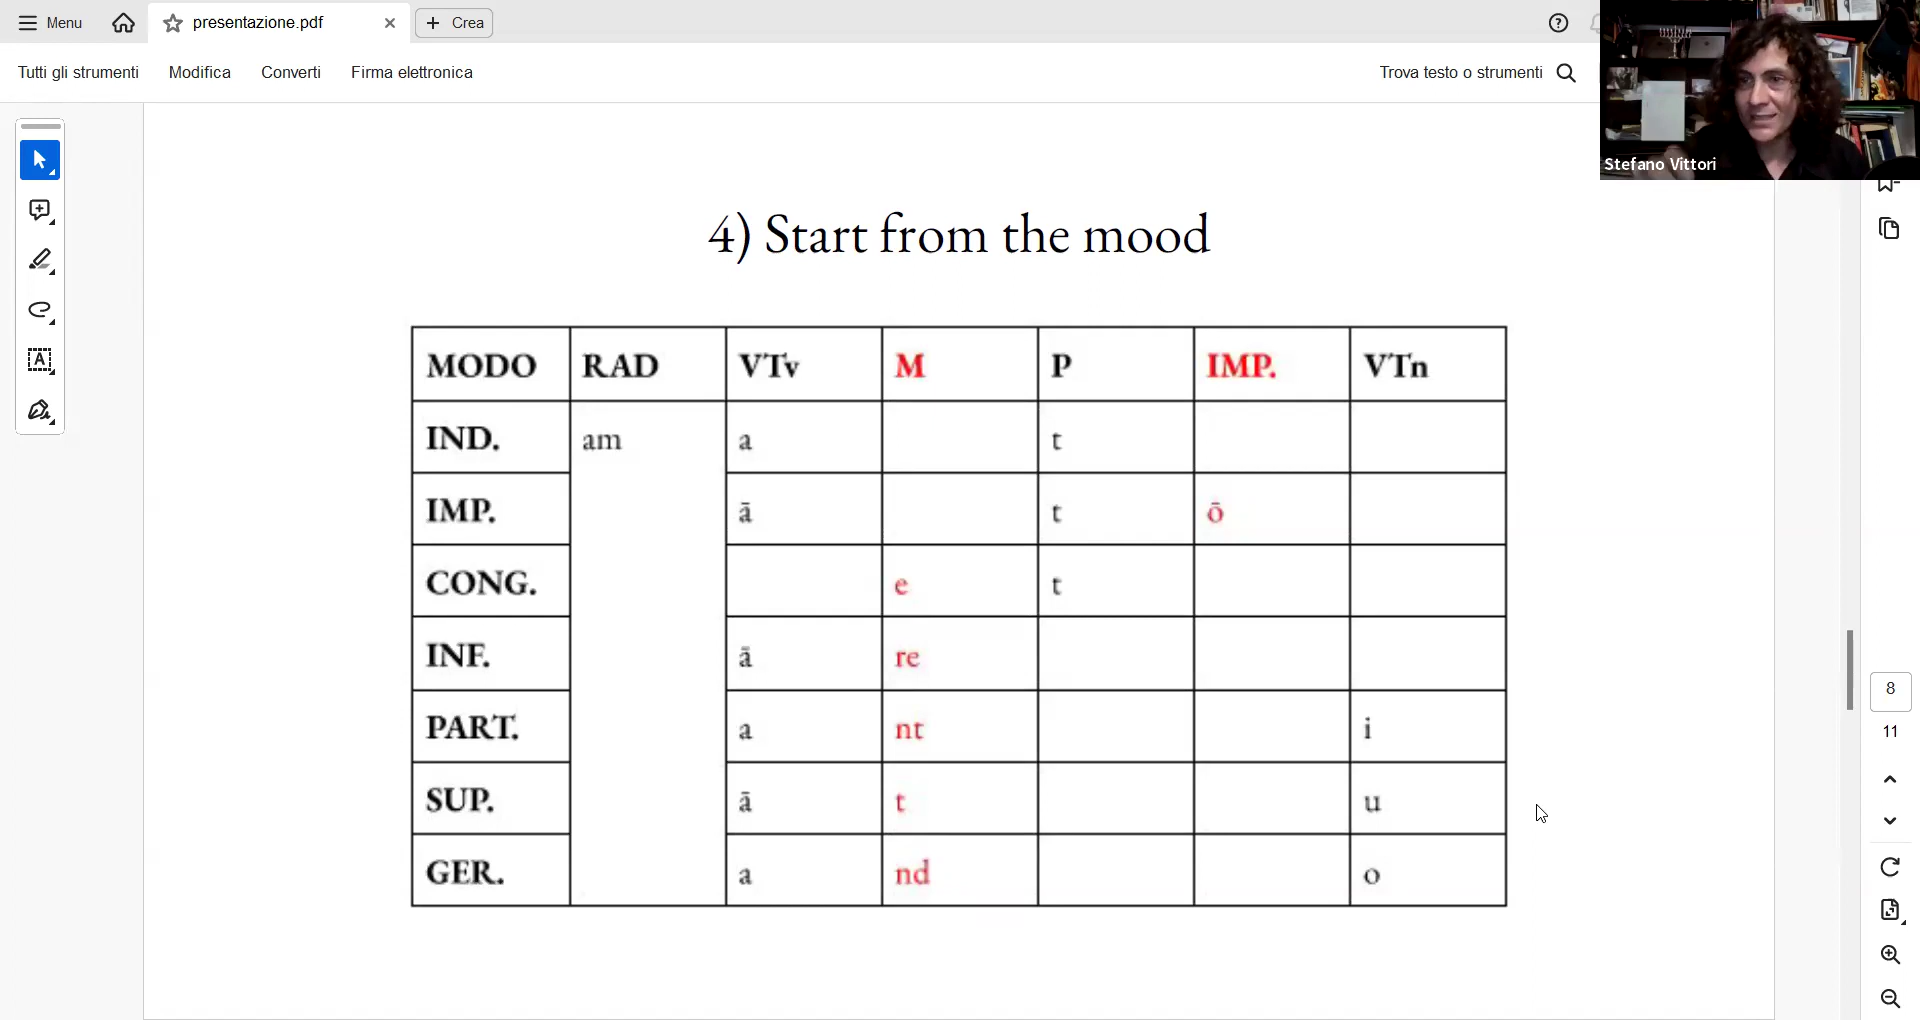 Menu presentazione.pdf Crea
Tutti gli strumenti Modifica Converti Firma elettronica Trova testo o strumenti
Stefano Vittori
4) Start from the mood
MODO RAD VTv M P IMP. VTn
IND. am a t
IMP. ā t ō
CONG. e t
INF. ā re
PART. a nt i
SUP. ā t u
GER. a nd o
8
11